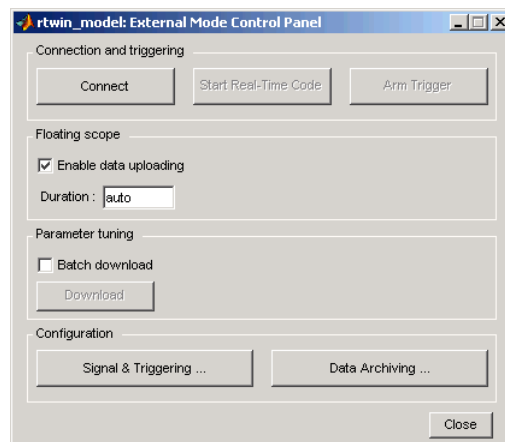 rtwin_model: External Mode Control Panel
Connection and triggering
Connect Start Real-Time Code Arm Trigger
Floating scope
Enable data uploading
Duration : auto
Parameter tuning
Batch download
Download
Configuration
Signal & Triggering ... Data Archiving ...
Close